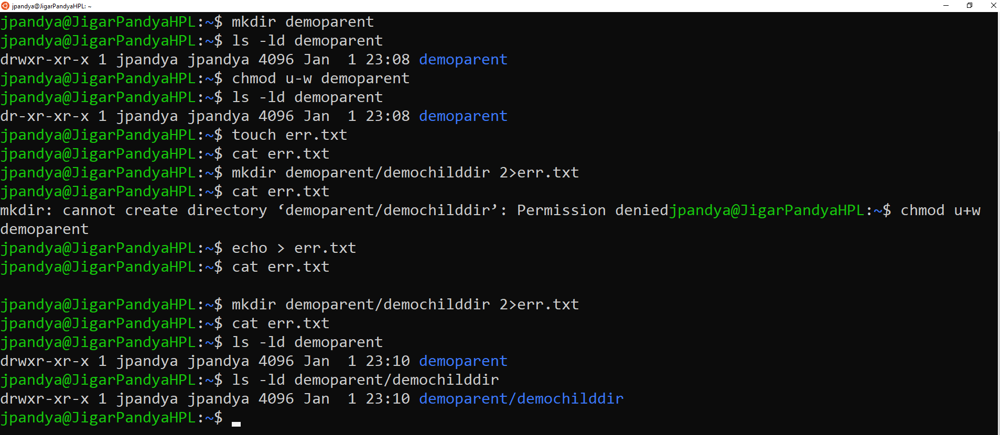 jpandya@JigarPandyaHPL: ~
jpandya@JigarPandyaHPL:~$ mkdir demoparent
jpandya@JigarPandyaHPL:~$ ls -ld demoparent
drwxr-xr-x 1 jpandya jpandya 4096 Jan  1 23:08 demoparent
jpandya@JigarPandyaHPL:~$ chmod u-w demoparent
jpandya@JigarPandyaHPL:~$ ls -ld demoparent
dr-xr-xr-x 1 jpandya jpandya 4096 Jan  1 23:08 demoparent
jpandya@JigarPandyaHPL:~$ touch err.txt
jpandya@JigarPandyaHPL:~$ cat err.txt
jpandya@JigarPandyaHPL:~$ mkdir demoparent/demochilddir 2>err.txt
jpandya@JigarPandyaHPL:~$ cat err.txt
mkdir: cannot create directory ‘demoparent/demochilddir’: Permission deniedjpandya@JigarPandyaHPL:~$ chmod u+w
demoparent
jpandya@JigarPandyaHPL:~$ echo > err.txt
jpandya@JigarPandyaHPL:~$ cat err.txt
jpandya@JigarPandyaHPL:~$ mkdir demoparent/demochilddir 2>err.txt
jpandya@JigarPandyaHPL:~$ cat err.txt
jpandya@JigarPandyaHPL:~$ ls -ld demoparent
drwxr-xr-x 1 jpandya jpandya 4096 Jan  1 23:10 demoparent
jpandya@JigarPandyaHPL:~$ ls -ld demoparent/demochilddir
drwxr-xr-x 1 jpandya jpandya 4096 Jan  1 23:10 demoparent/demochilddir
jpandya@JigarPandyaHPL:~$